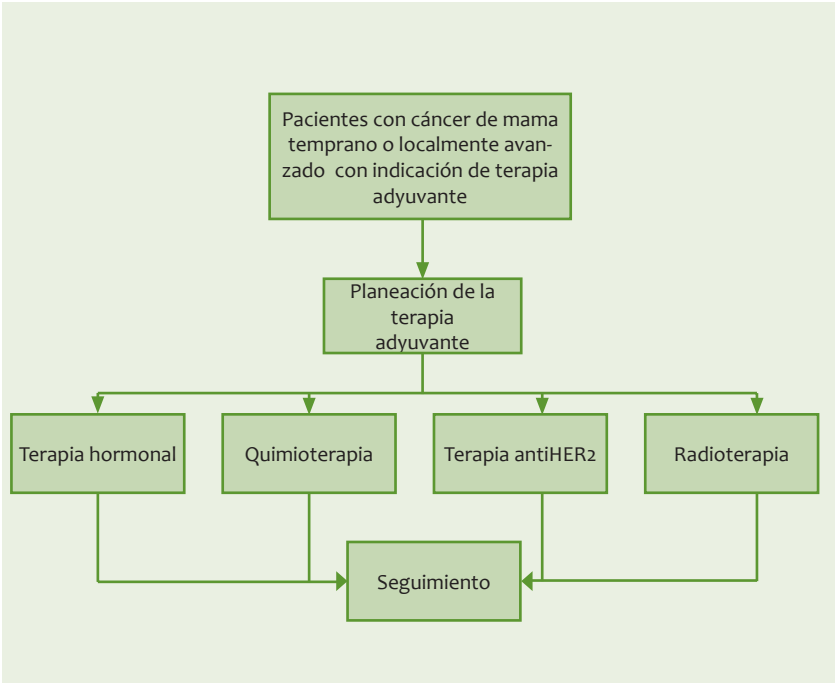 Pacientes con cáncer de mama
temprano o localmente avan-
zado con indicación de terapia
adyuvante
Planeación de la
terapia
adyuvante
Terapia hormonal
Quimioterapia
Terapia antiHER2
Radioterapia
Seguimiento